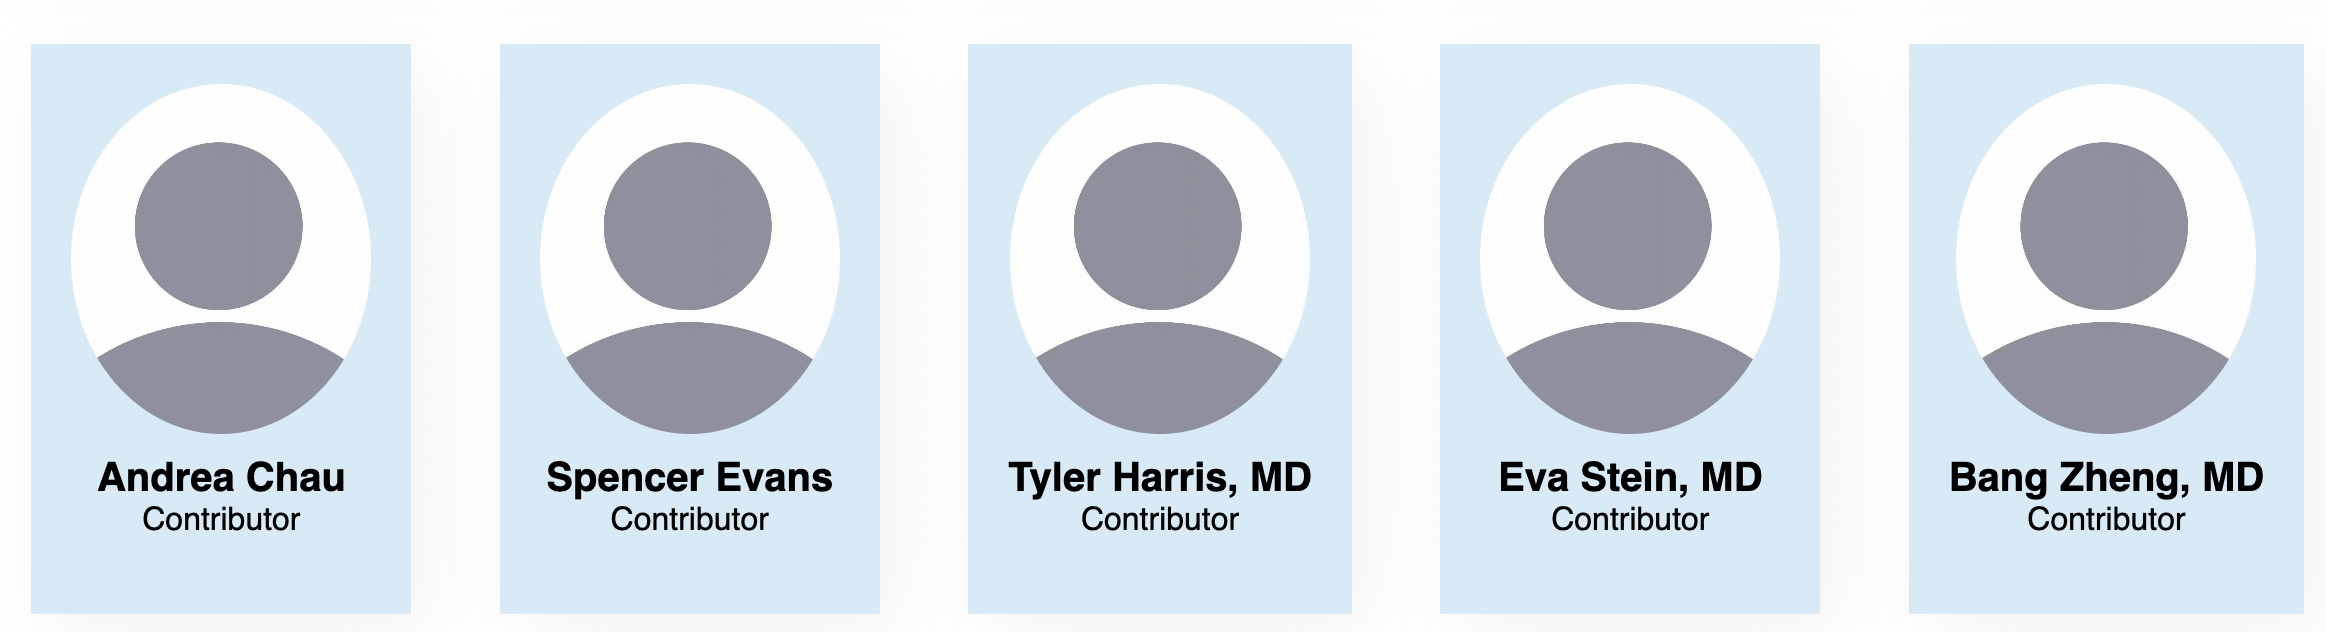 Andrea Chau
Contributor
Spencer Evans
Contributor
Tyler Harris, MD
Contributor
Eva Stein, MD
Contributor
Bang Zheng, MD
Contributor